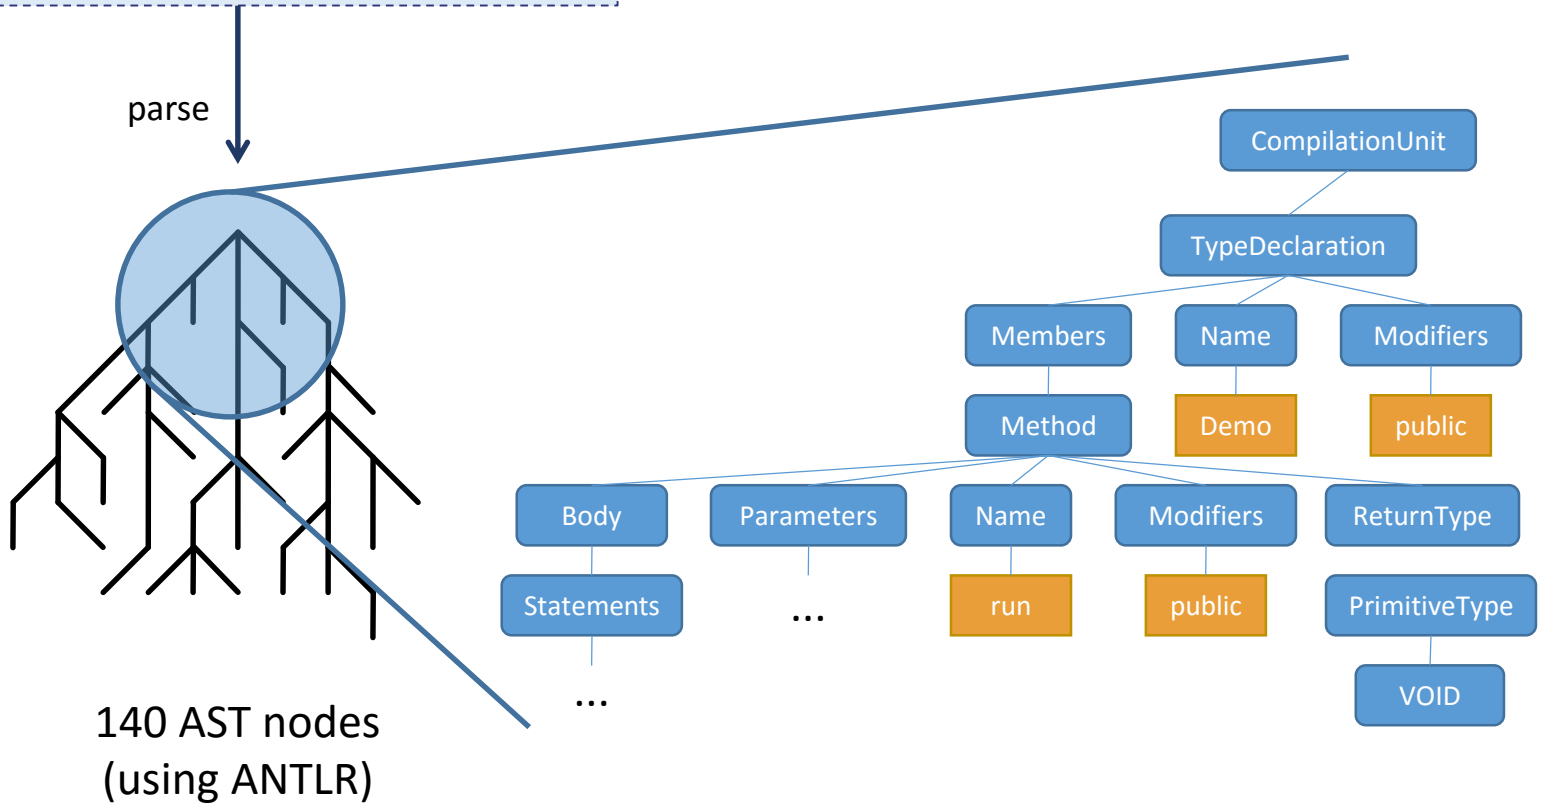 parse
CompilationUnit
TypeDeclaration
Members Name Modifiers
Method Demo public
Body Parameters Name Modifiers ReturnType
Statements ... run public PrimitiveType
... VOID
140 AST nodes
(using ANTLR)